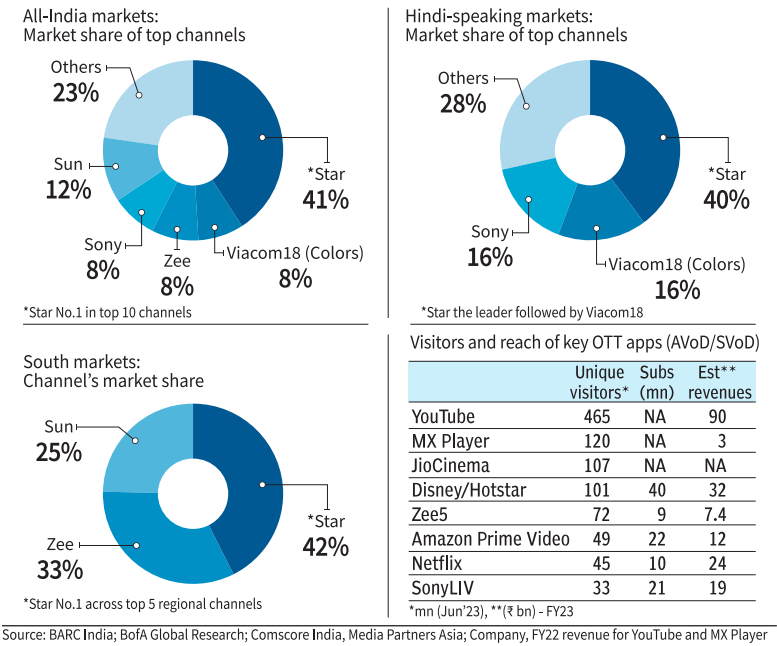 All-India markets:
Market share of top channels
Others
23%
Sun
12%
Sony
8%
Zee
8%
Viacom18 (Colors)
8%
*Star
41%
*Star No.1 in top 10 channels
Hindi-speaking markets:
Market share of top channels
Others
28%
Sony
16%
Viacom18 (Colors)
16%
*Star
40%
*Star the leader followed by Viacom18
South markets:
Channel's market share
Sun
25%
Zee
33%
*Star
42%
*Star No.1 across top 5 regional channels
Visitors and reach of key OTT apps (AVoD/SVoD)
Unique Subs Est**
visitors* (mn) revenues
YouTube 465 NA 90
MX Player 120 NA 3
JioCinema 107 NA NA
Disney/Hotstar 101 40 32
Zee5 72 9 7.4
Amazon Prime Video 49 22 12
Netflix 45 10 24
SonyLIV 33 21 19
*mn (Jun'23), **(₹ bn) - FY23
Source: BARC India; BofA Global Research; Comscore India, Media Partners Asia; Company, FY22 revenue for YouTube and MX Player